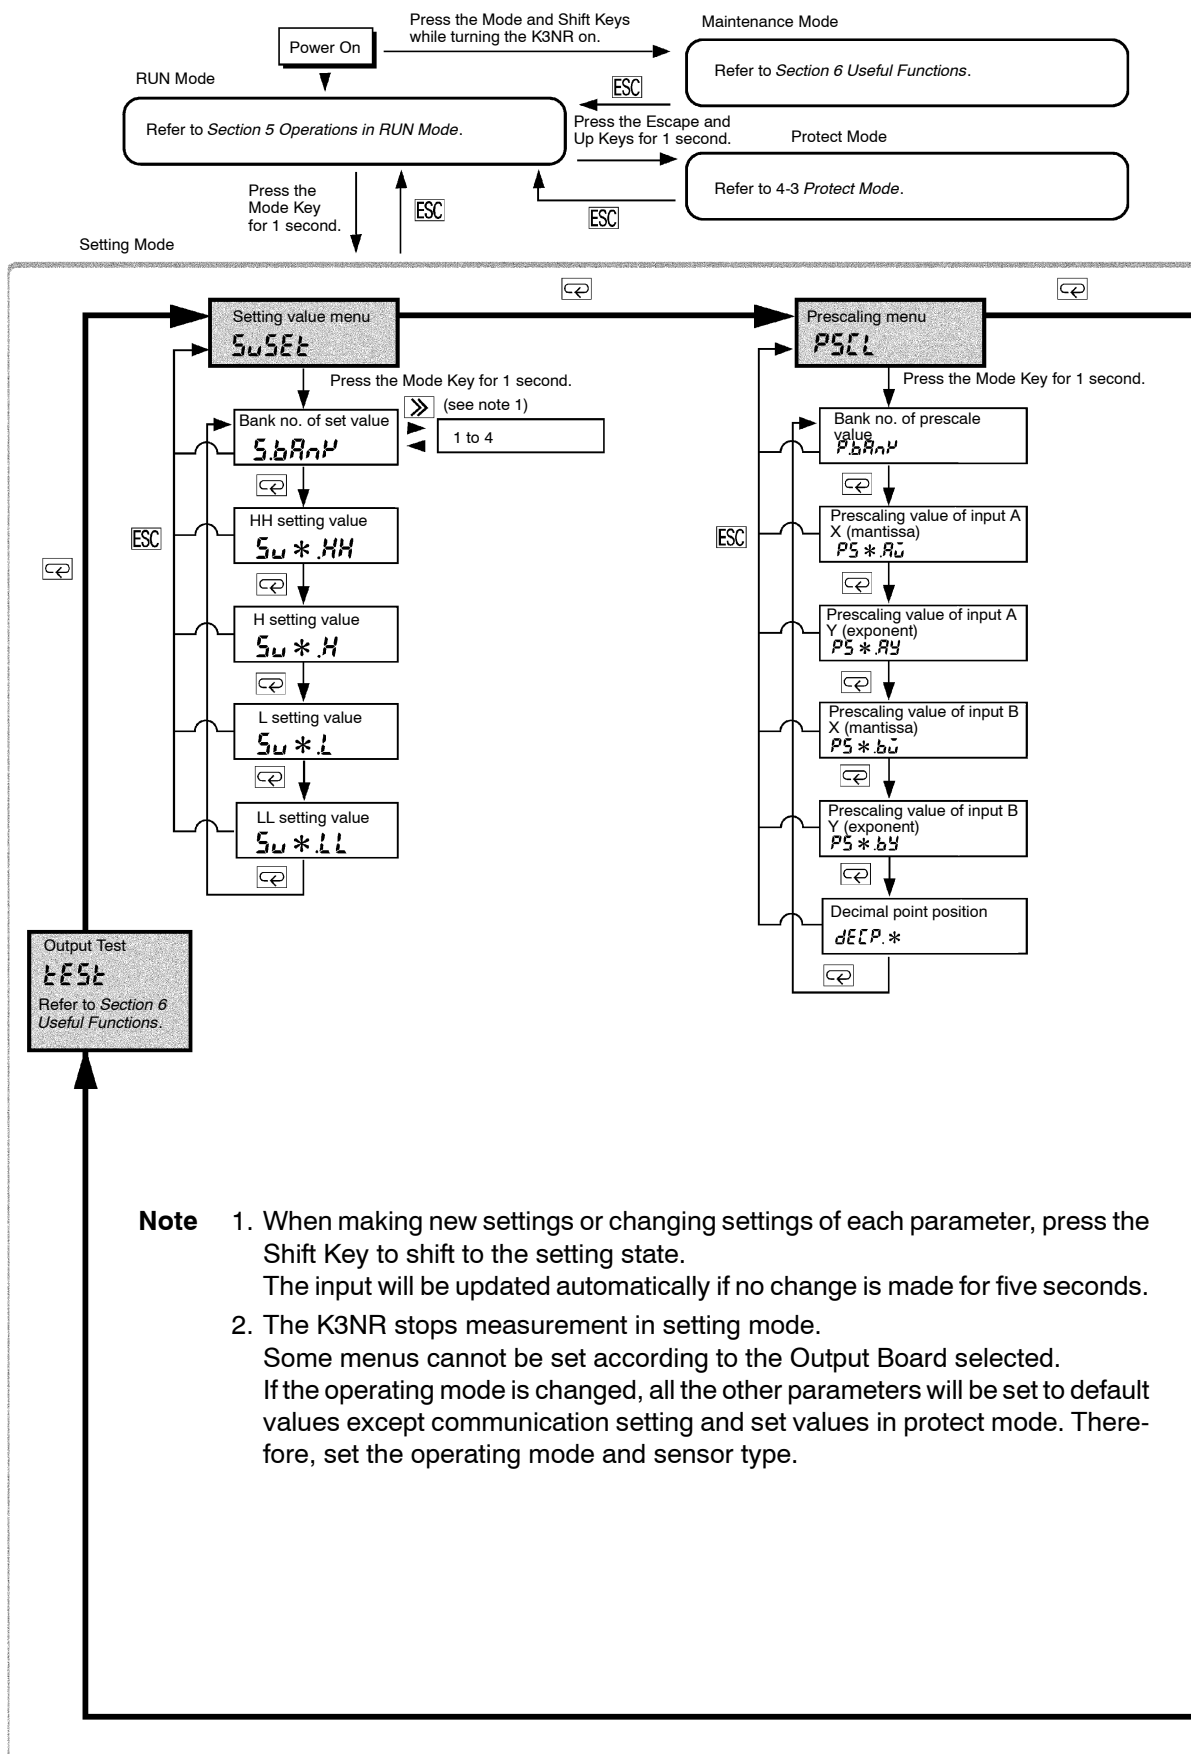 Power On
Press the Mode and Shift Keys
while turning the K3NR on.
Maintenance Mode
Refer to Section 6 Useful Functions.
RUN Mode
Refer to Section 5 Operations in RUN Mode.
ESC
Press the Escape and
Up Keys for 1 second.
Protect Mode
Refer to 4-3 Protect Mode.
ESC
Press the
Mode Key
for 1 second.
ESC
Setting Mode
Setting value menu
SuSEt
Press the Mode Key for 1 second.
Bank no. of set value
S.bAnK
(see note 1)
1 to 4
HH setting value
Su*.HH
ESC
H setting value
Su*.H
L setting value
Su*.L
LL setting value
Su*.LL
Prescaling menu
PSCL
Press the Mode Key for 1 second.
Bank no. of prescale
value
P.bAnK
Prescaling value of input A
X (mantissa)
ESC
Prescaling value of input A
Y (exponent)
PS*.AY
Prescaling value of input B
X (mantissa)
Prescaling value of input B
Y (exponent)
PS*.bY
Decimal point position
dECP.*
Output Test
tESt
Refer to Section 6
Useful Functions.
Note 1. When making new settings or changing settings of each parameter, press the
Shift Key to shift to the setting state.
The input will be updated automatically if no change is made for five seconds.
2. The K3NR stops measurement in setting mode.
Some menus cannot be set according to the Output Board selected.
If the operating mode is changed, all the other parameters will be set to default
values except communication setting and set values in protect mode. There-
fore, set the operating mode and sensor type.